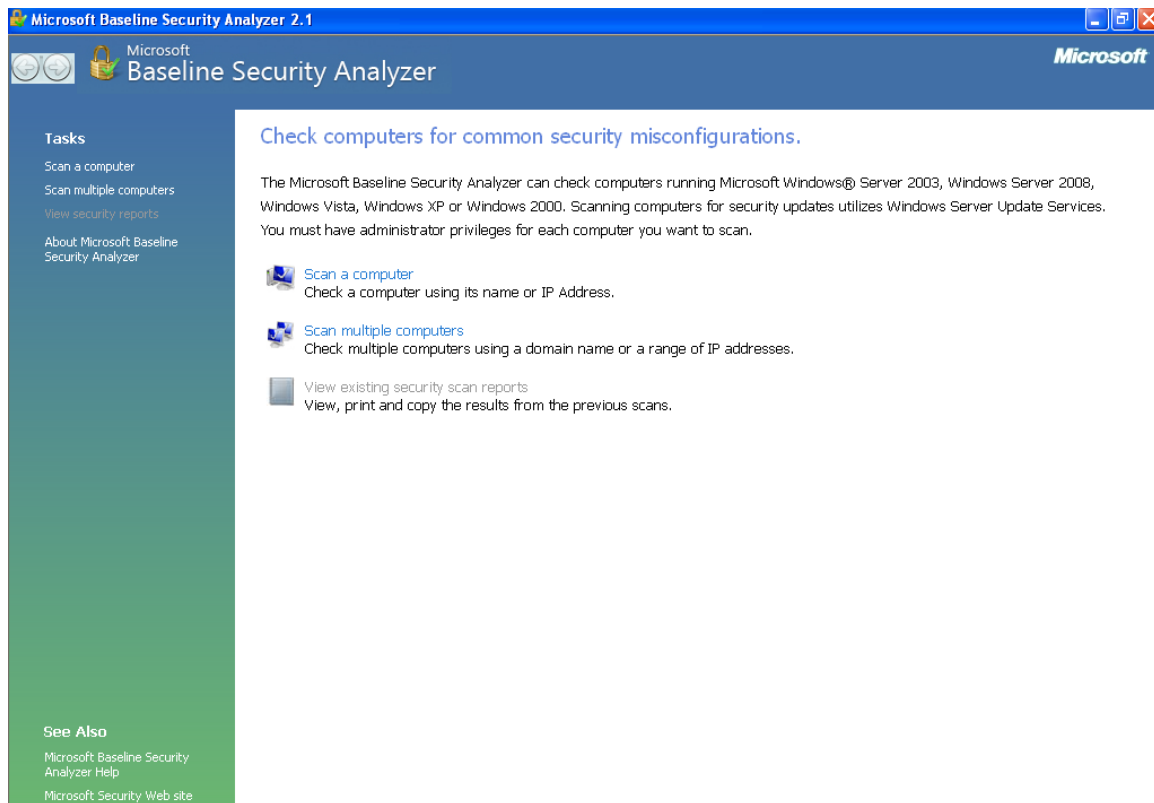 Microsoft Baseline Security Analyzer 2.1
Microsoft
Baseline Security Analyzer
Microsoft
Tasks
Scan a computer
Scan multiple computers
View security reports
About Microsoft Baseline
Security Analyzer
Check computers for common security misconfigurations.
The Microsoft Baseline Security Analyzer can check computers running Microsoft Windows® Server 2003, Windows Server 2008,
Windows Vista, Windows XP or Windows 2000. Scanning computers for security updates utilizes Windows Server Update Services.
You must have administrator privileges for each computer you want to scan.
Scan a computer
Check a computer using its name or IP Address.
Scan multiple computers
Check multiple computers using a domain name or a range of IP addresses.
View existing security scan reports
View, print and copy the results from the previous scans.
See Also
Microsoft Baseline Security
Analyzer Help
Microsoft Security Web site